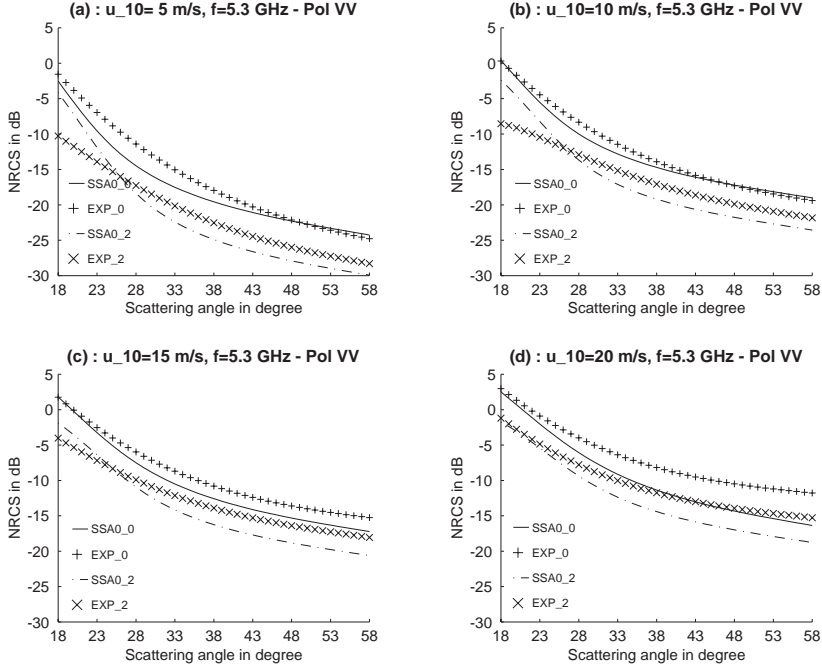 (a) : u_10= 5 m/s, f=5.3 GHz - Pol VV
5
0
-5
-10
-15
-20
-25
-30
NRCS in dB
SSA0_0
EXP_0
SSA0_2
EXP_2
18 23 28 33 38 43 48 53 58
Scattering angle in degree
(b) : u_10=10 m/s, f=5.3 GHz - Pol VV
5
0
-5
-10
-15
-20
-25
-30
NRCS in dB
SSA0_0
EXP_0
SSA0_2
EXP_2
18 23 28 33 38 43 48 53 58
Scattering angle in degree
(c) : u_10=15 m/s, f=5.3 GHz - Pol VV
5
0
-5
-10
-15
-20
-25
-30
NRCS in dB
SSA0_0
EXP_0
SSA0_2
EXP_2
18 23 28 33 38 43 48 53 58
Scattering angle in degree
(d) : u_10=20 m/s, f=5.3 GHz - Pol VV
5
0
-5
-10
-15
-20
-25
-30
NRCS in dB
SSA0_0
EXP_0
SSA0_2
EXP_2
18 23 28 33 38 43 48 53 58
Scattering angle in degree